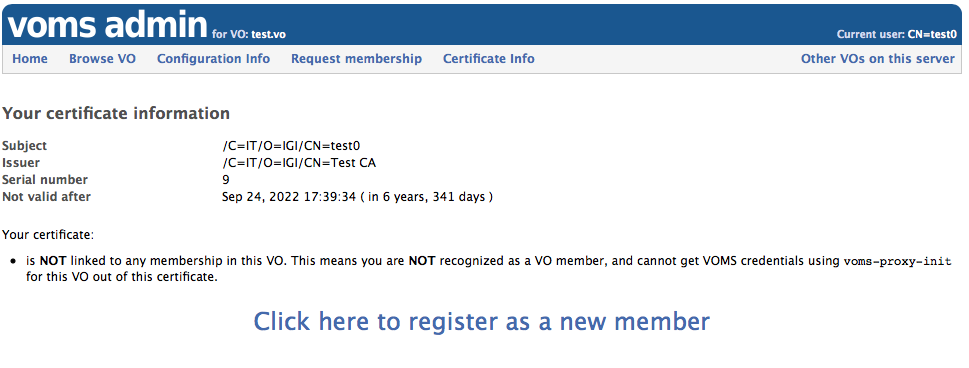 voms admin for VO: test.vo Current user: CN=test0
Home Browse VO Configuration Info Request membership Certificate Info Other VOs on this server
Your certificate information
Subject /C=IT/O=IGI/CN=test0
Issuer /C=IT/O=IGI/CN=Test CA
Serial number 9
Not valid after Sep 24, 2022 17:39:34 ( in 6 years, 341 days )
Your certificate:
• is NOT linked to any membership in this VO. This means you are NOT recognized as a VO member, and cannot get VOMS credentials using voms-proxy-init
for this VO out of this certificate.
Click here to register as a new member